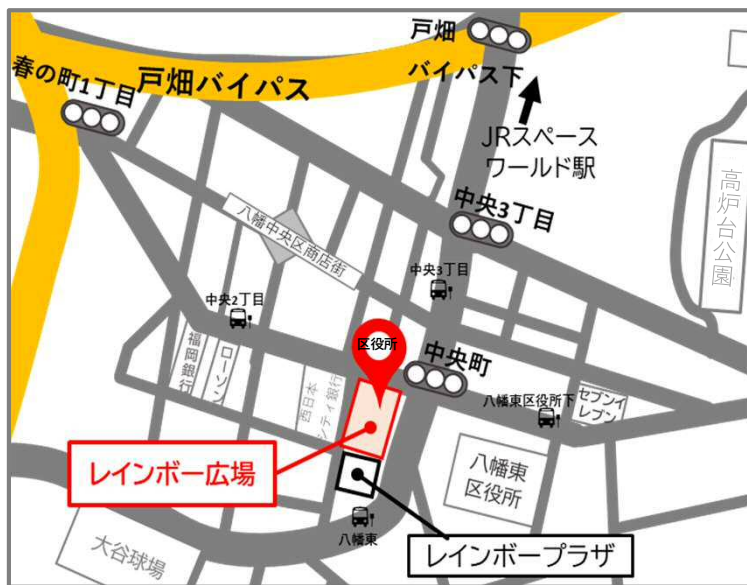 戸畑
バイパス下
春の町1丁目
戸畑バイパス
JRスペース
ワールド駅
高炉台公園
中央3丁目
八幡中央区商店街
中央3丁目
中央2丁目
区役所
中央町
福岡銀行
ローソン
西日本
シティ銀行
八幡東区役所下
セブンイ
レブン
レインボー広場
八幡東
区役所
大谷球場
八幡東
レインボープラザ